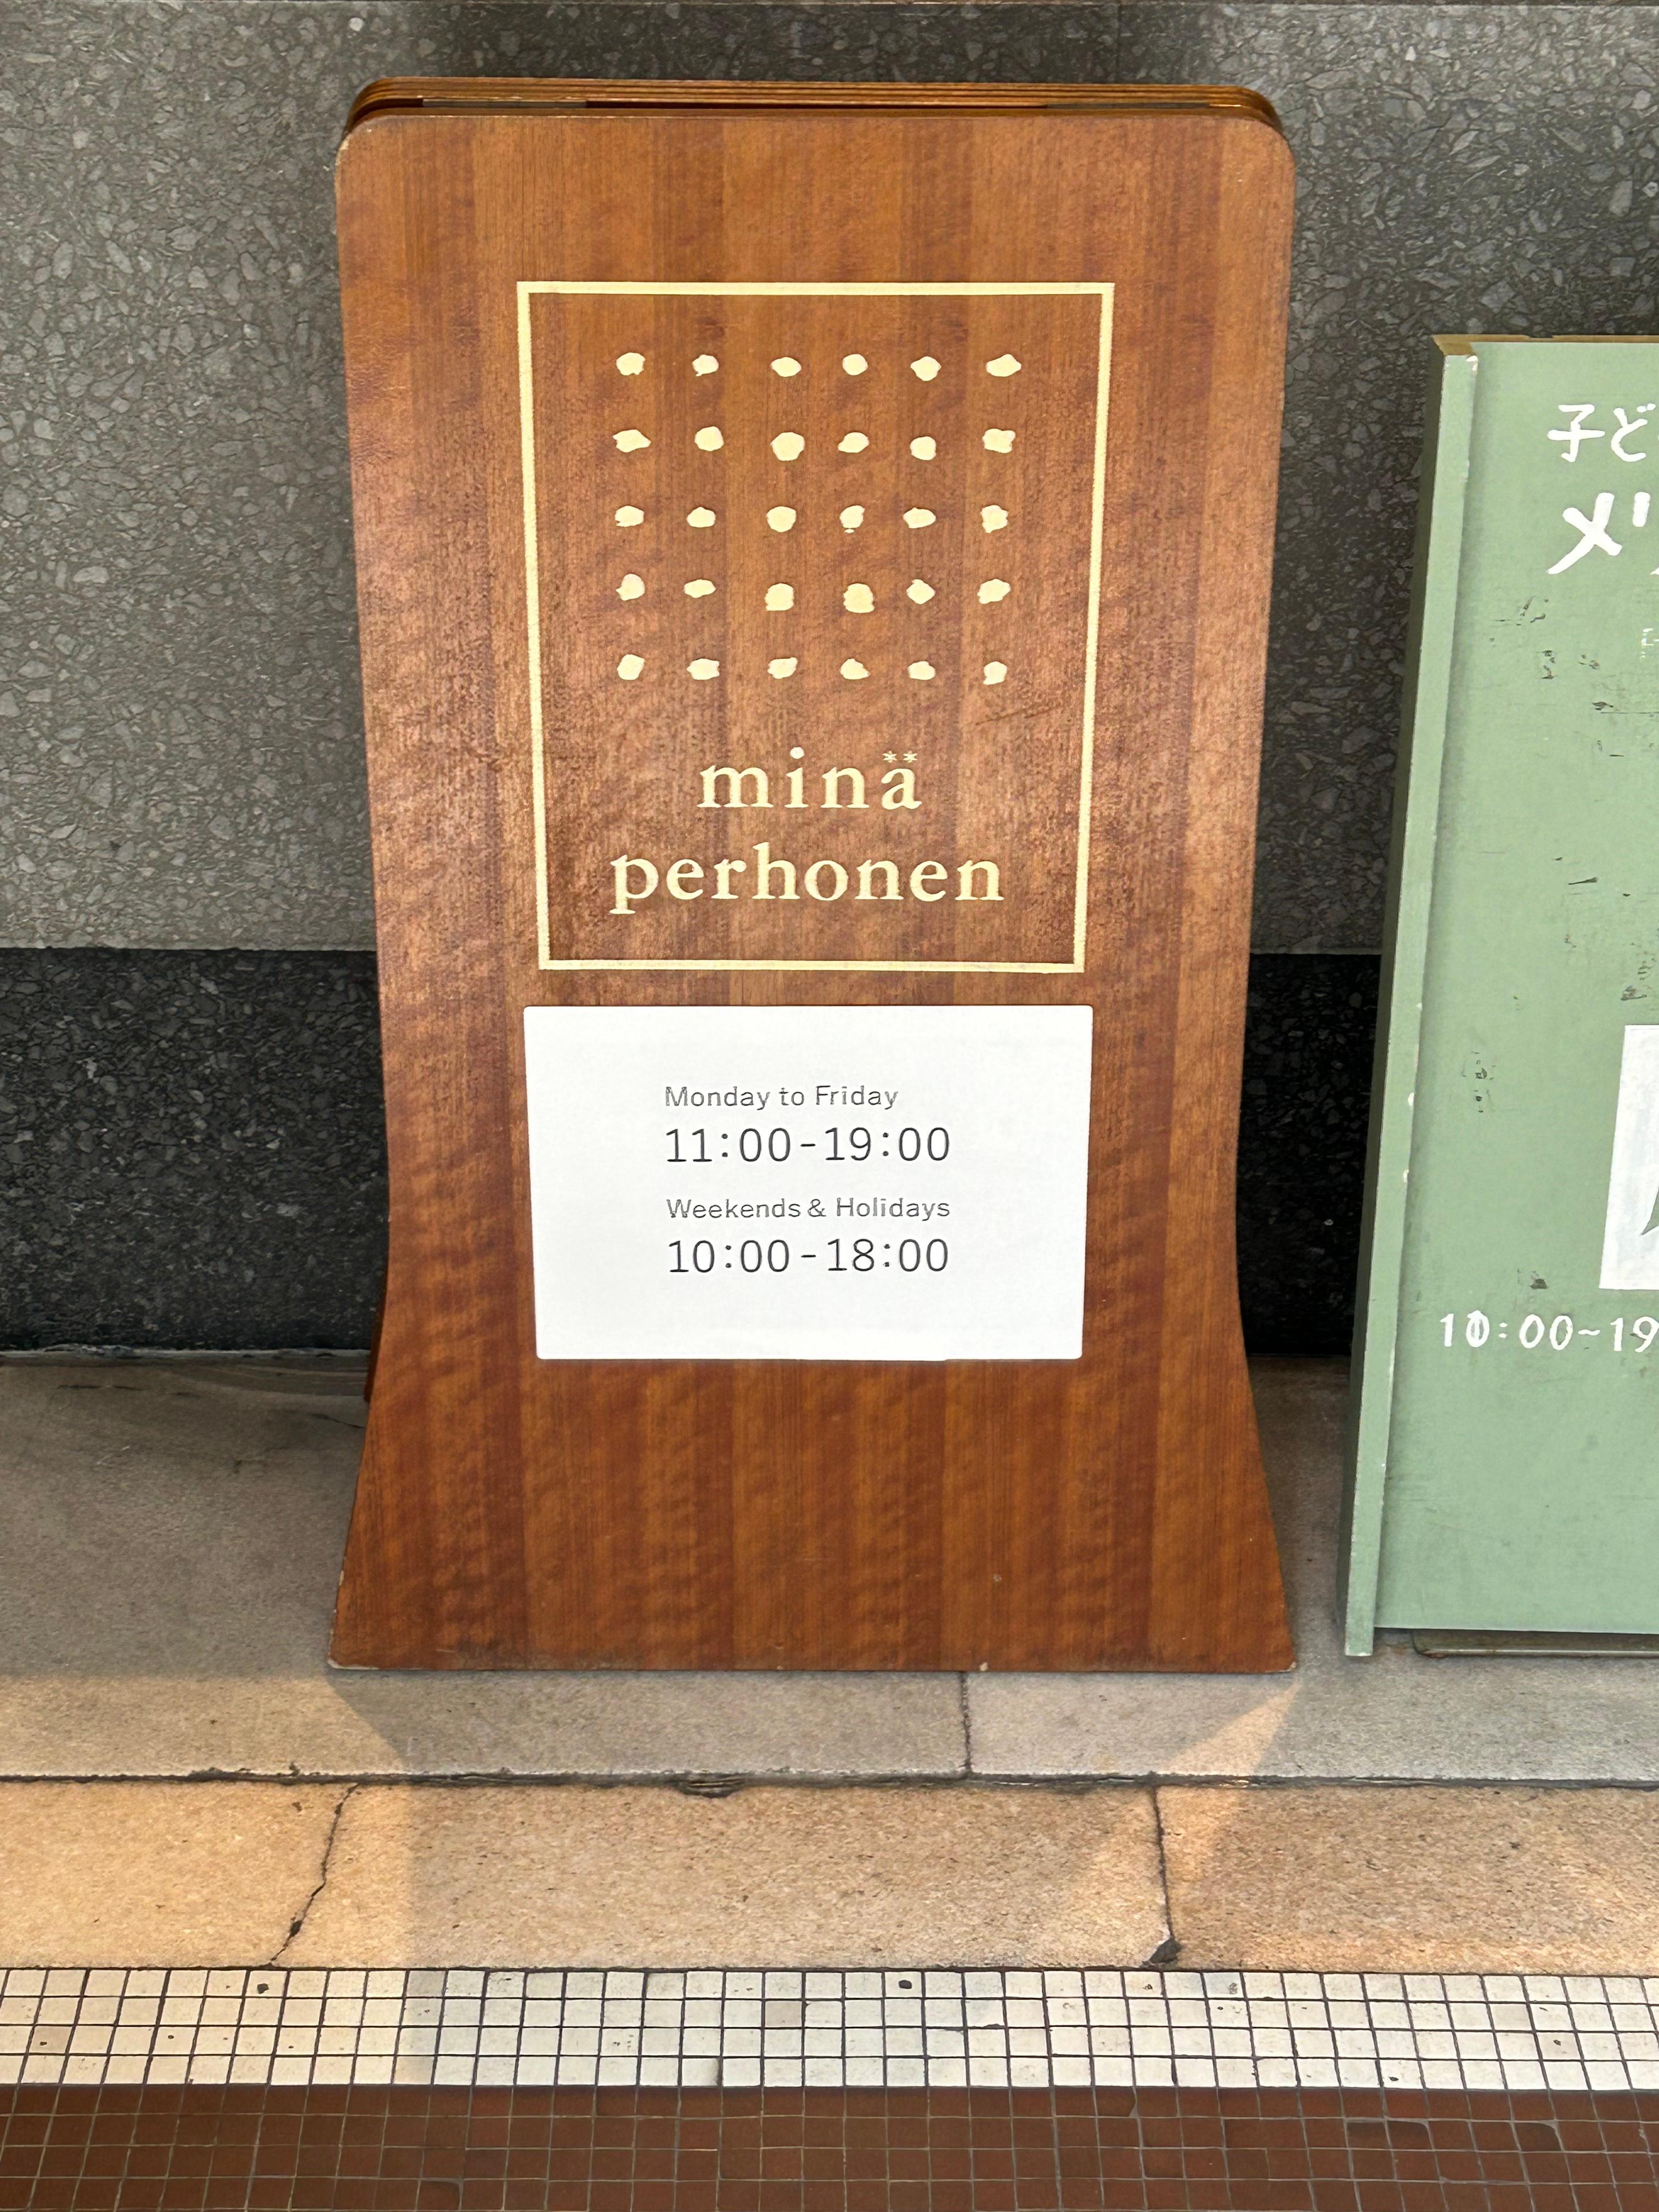 minä
perhonen
Monday to Friday
11:00-19:00
Weekends & Holidays
10:00-18:00
子ど
10:00~19